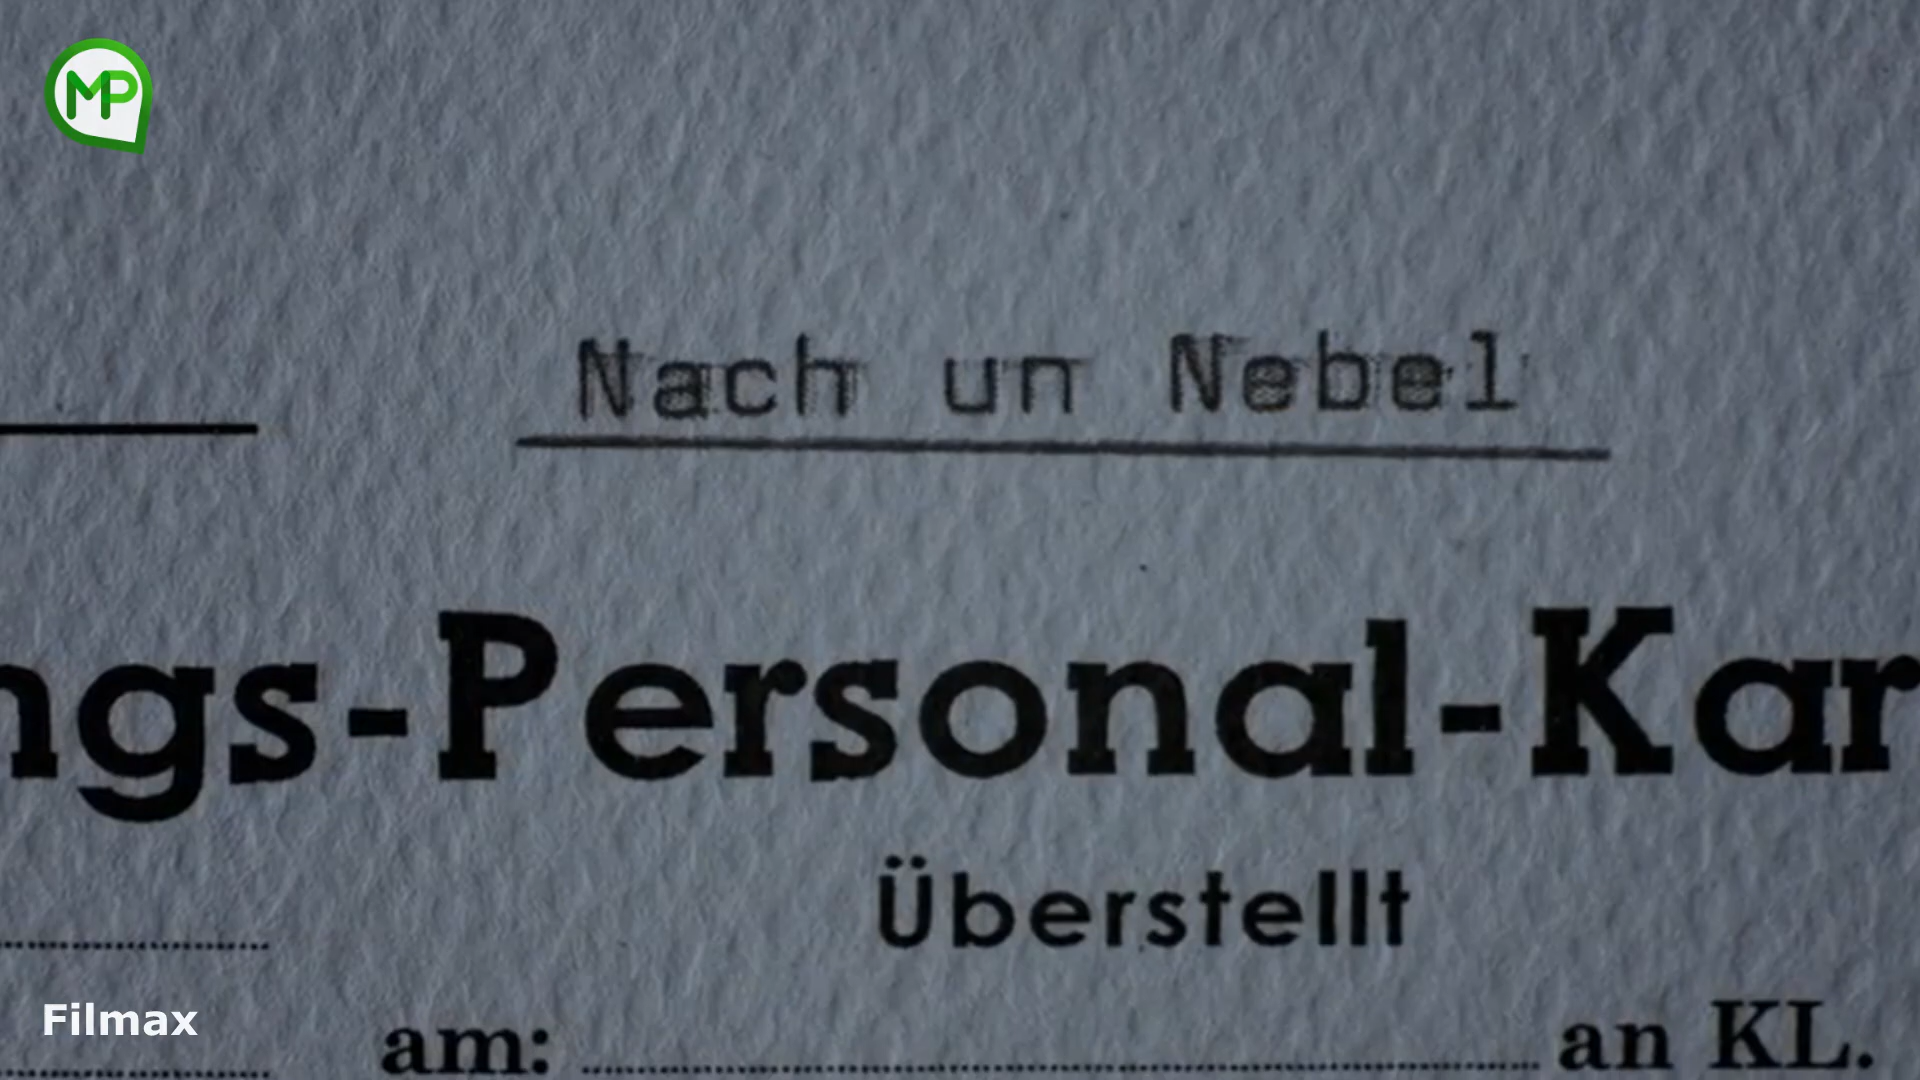 MP
Nach un Nebel
ngs-Personal-Kar
Überstellt
am: an KL.
Filmax